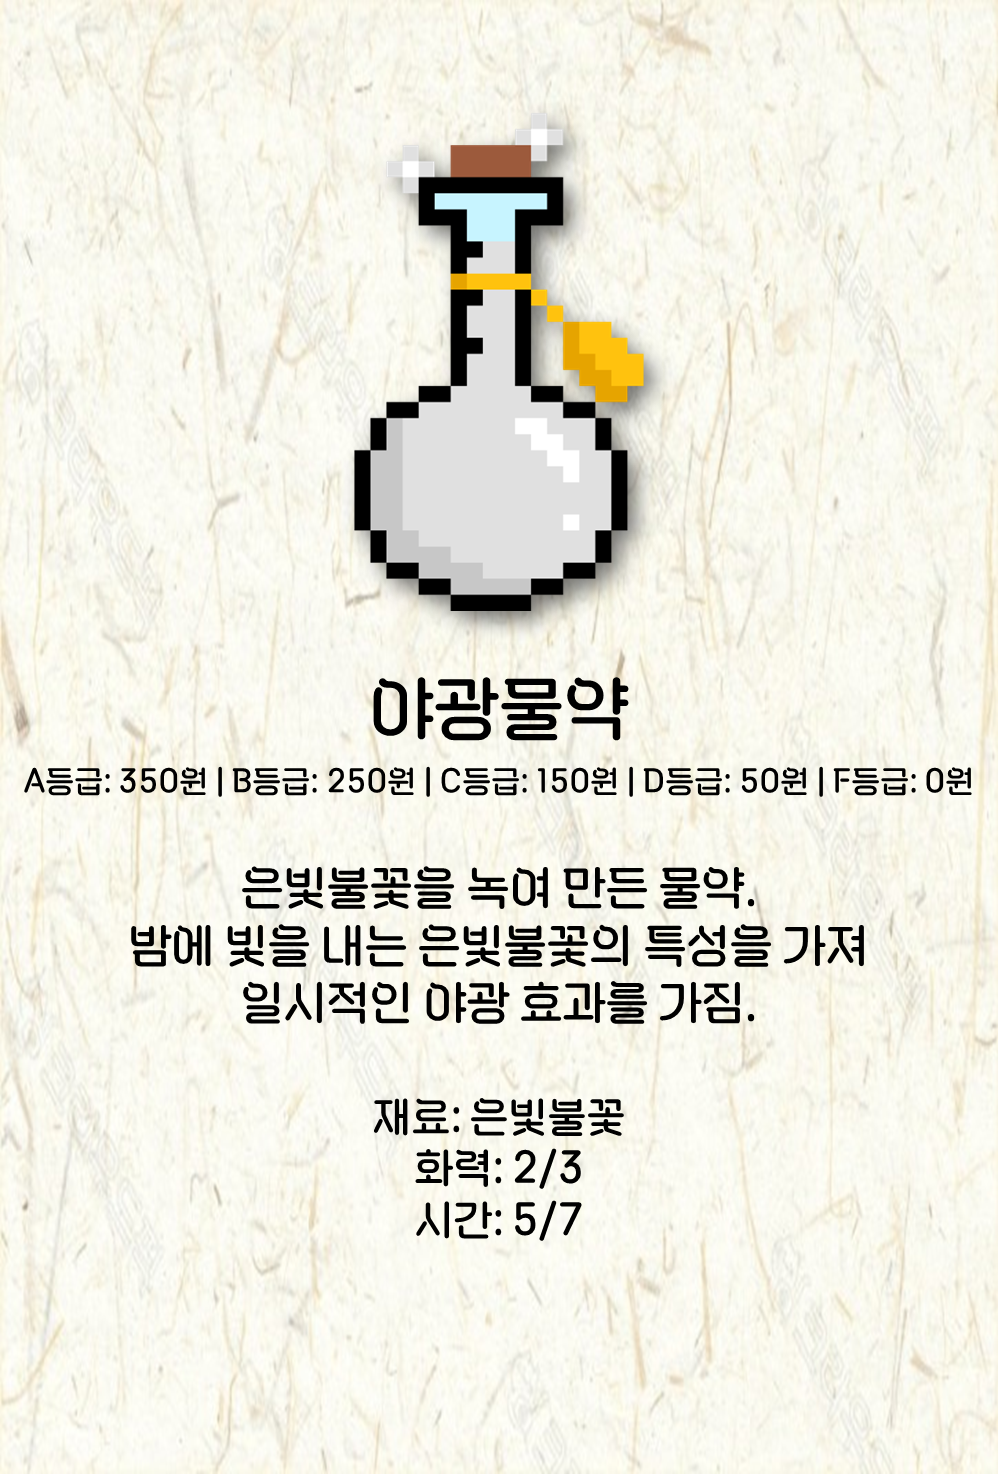 야광물약
A등급: 350원 | B등급: 250원 | C등급: 150원 | D등급: 50원 | F등급: 0원
은빛불꽃을 녹여 만든 물약.
밤에 빛을 내는 은빛불꽃의 특성을 가져
일시적인 야광 효과를 가짐.
재료: 은빛불꽃
화력: 2/3
시간: 5/7